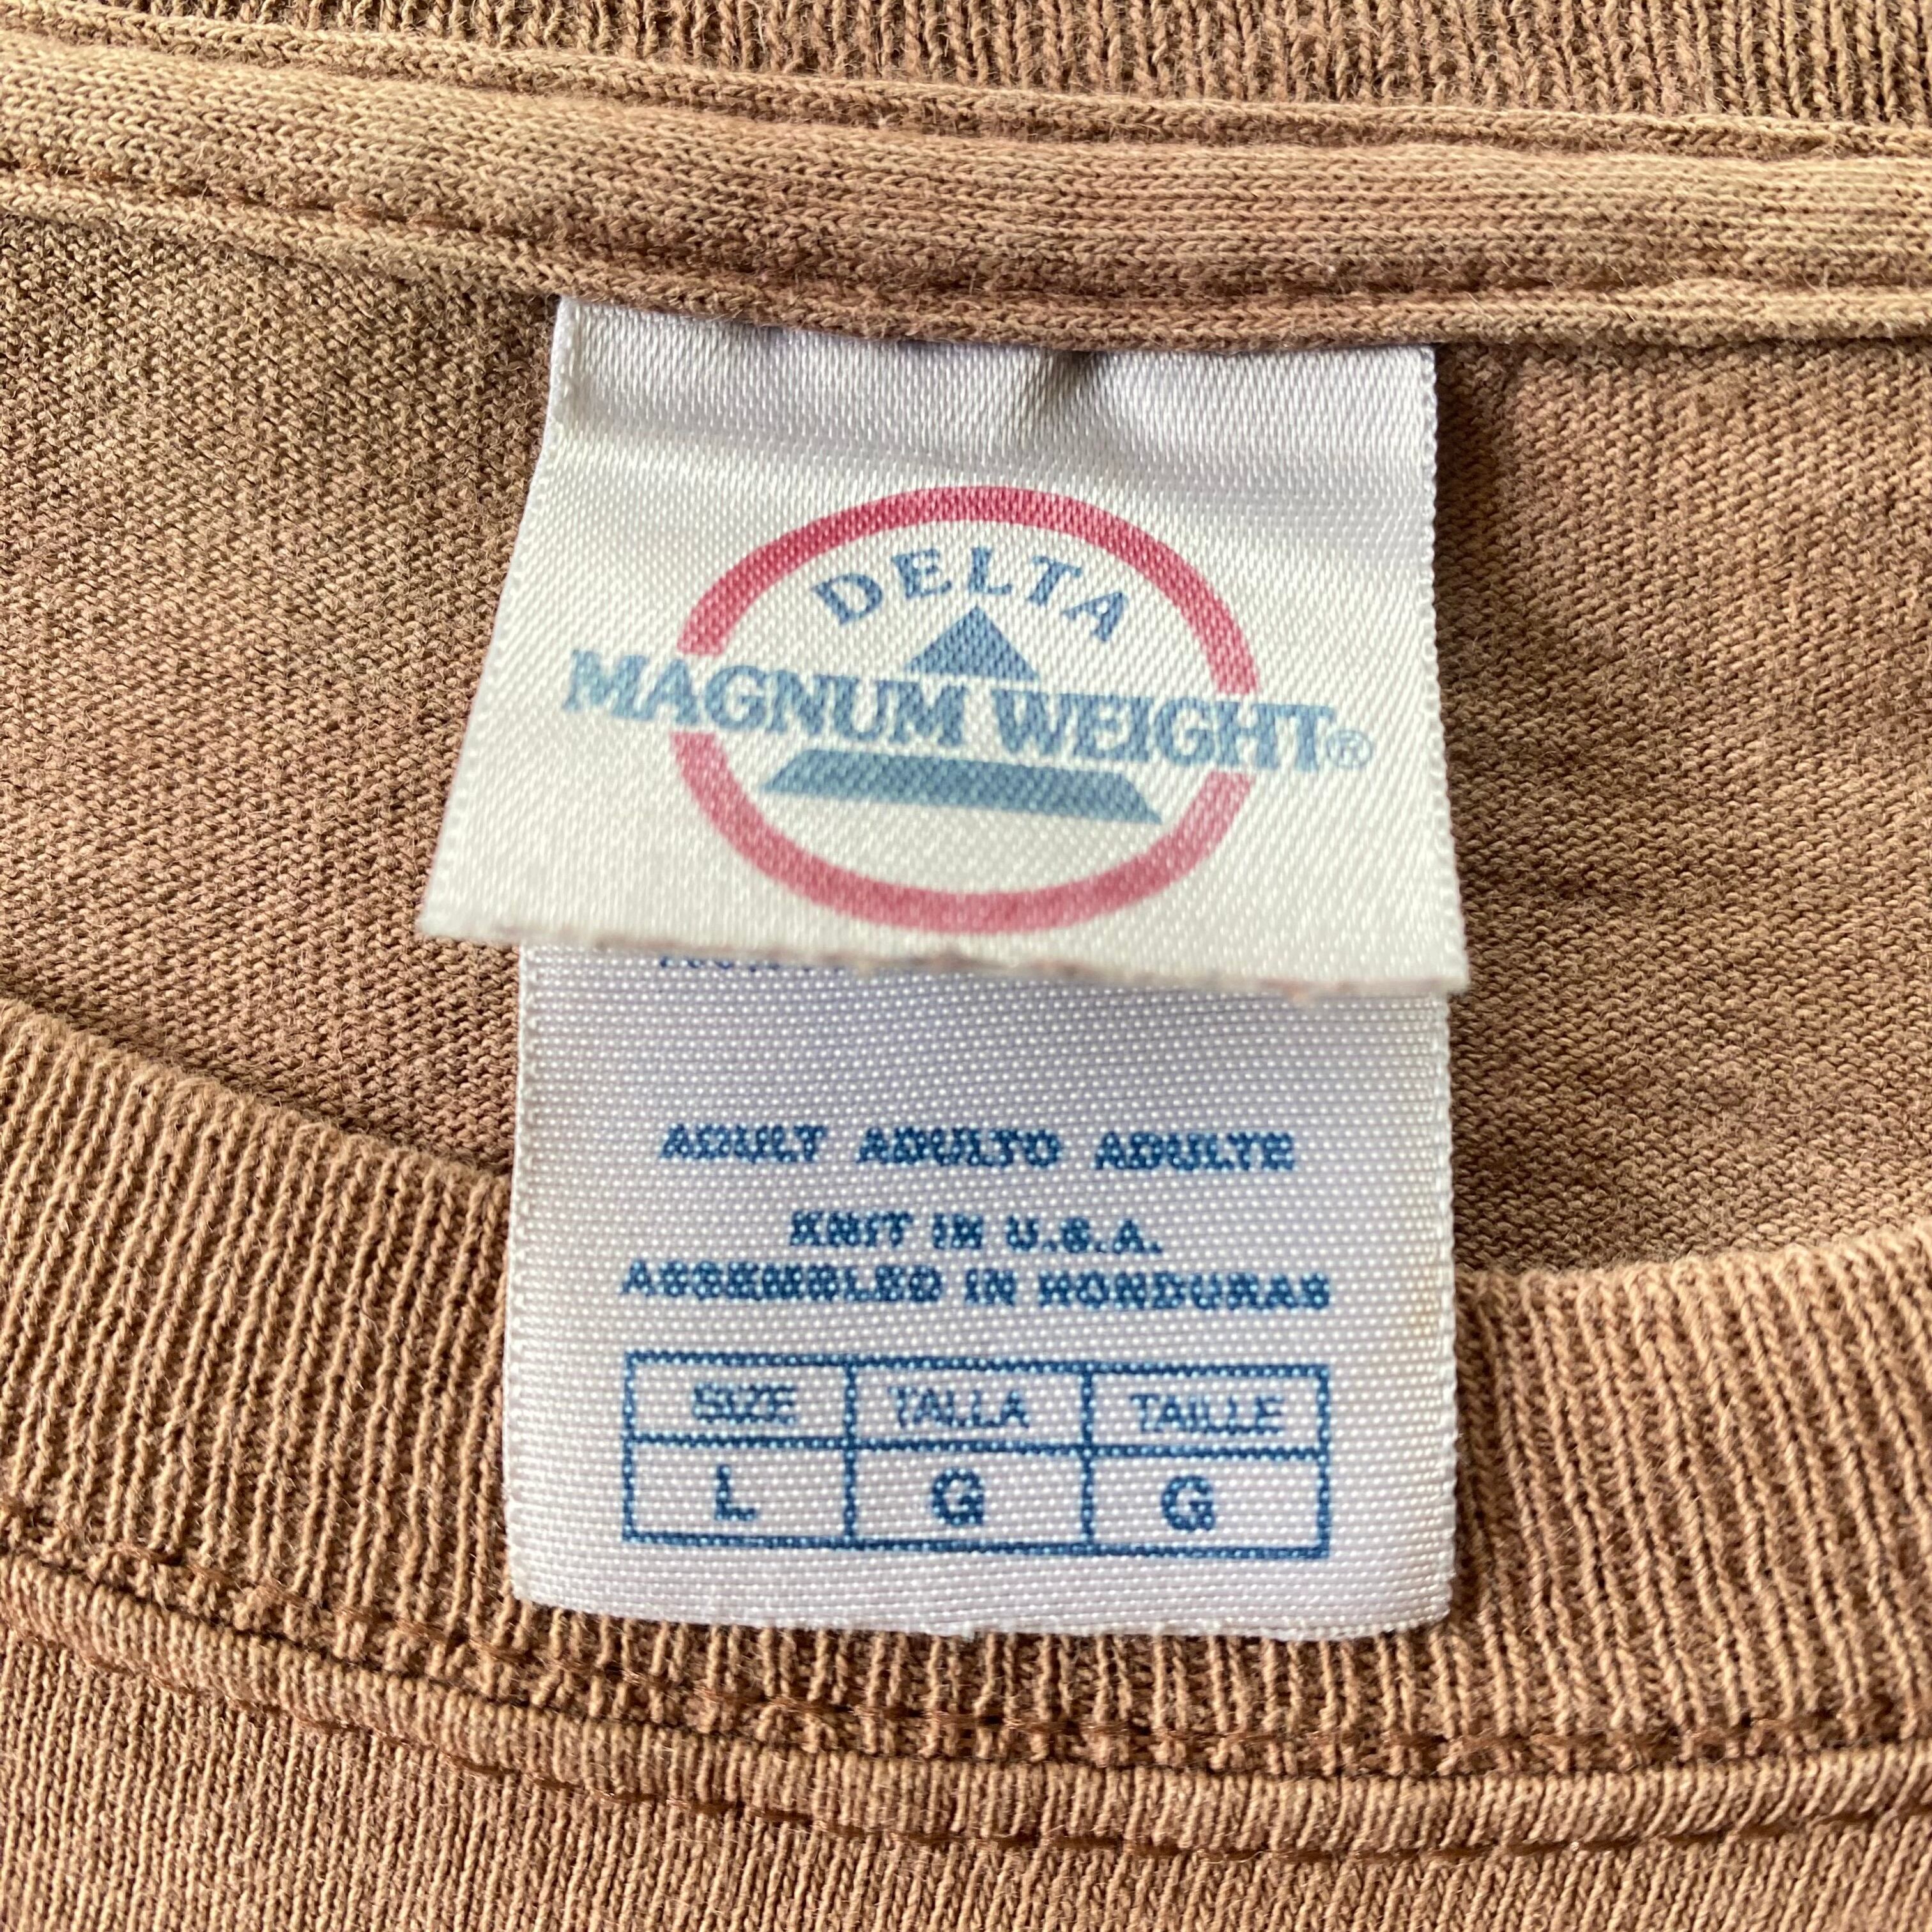 DELTA
MAGNUM WEIGHT®
ADULT ADULTO ADULTE
KNIT IN U.S.A.
ASSEMBLED IN HONDURAS
SIZE TALLA TAILLE
L G G